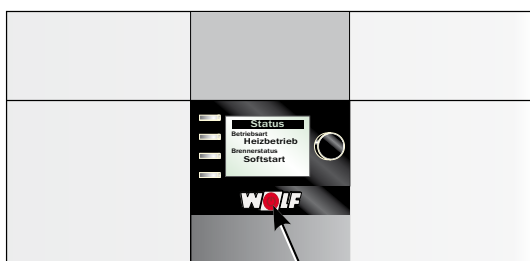 Status
Betriebsart
Heizbetrieb
Brennerstatus
Softstart
WOLF